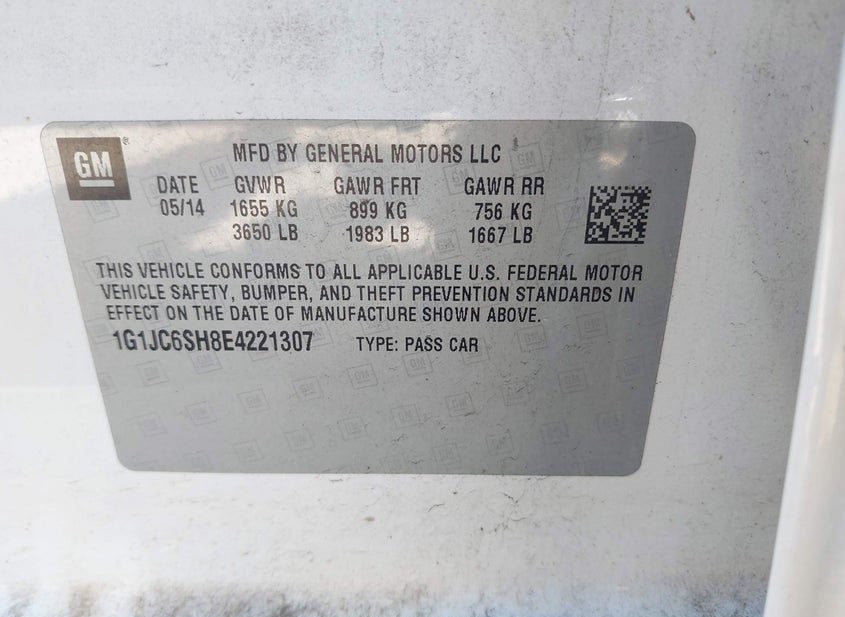 GM
MFD BY GENERAL MOTORS LLC
DATE GVWR GAWR FRT GAWR RR
05/14 1655 KG 899 KG 756 KG
3650 LB 1983 LB 1667 LB
THIS VEHICLE CONFORMS TO ALL APPLICABLE U.S. FEDERAL MOTOR
VEHICLE SAFETY, BUMPER, AND THEFT PREVENTION STANDARDS IN
EFFECT ON THE DATE OF MANUFACTURE SHOWN ABOVE.
1G1JC6SH8E4221307 TYPE: PASS CAR